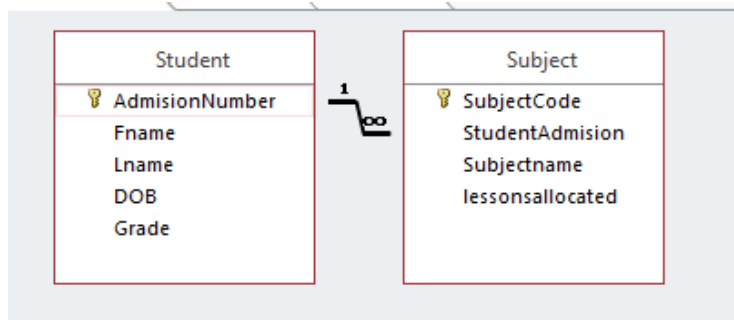 Student
AdmisionNumber
Fname
Lname
DOB
Grade
1
∞
Subject
SubjectCode
StudentAdmision
Subjectname
lessonsallocated